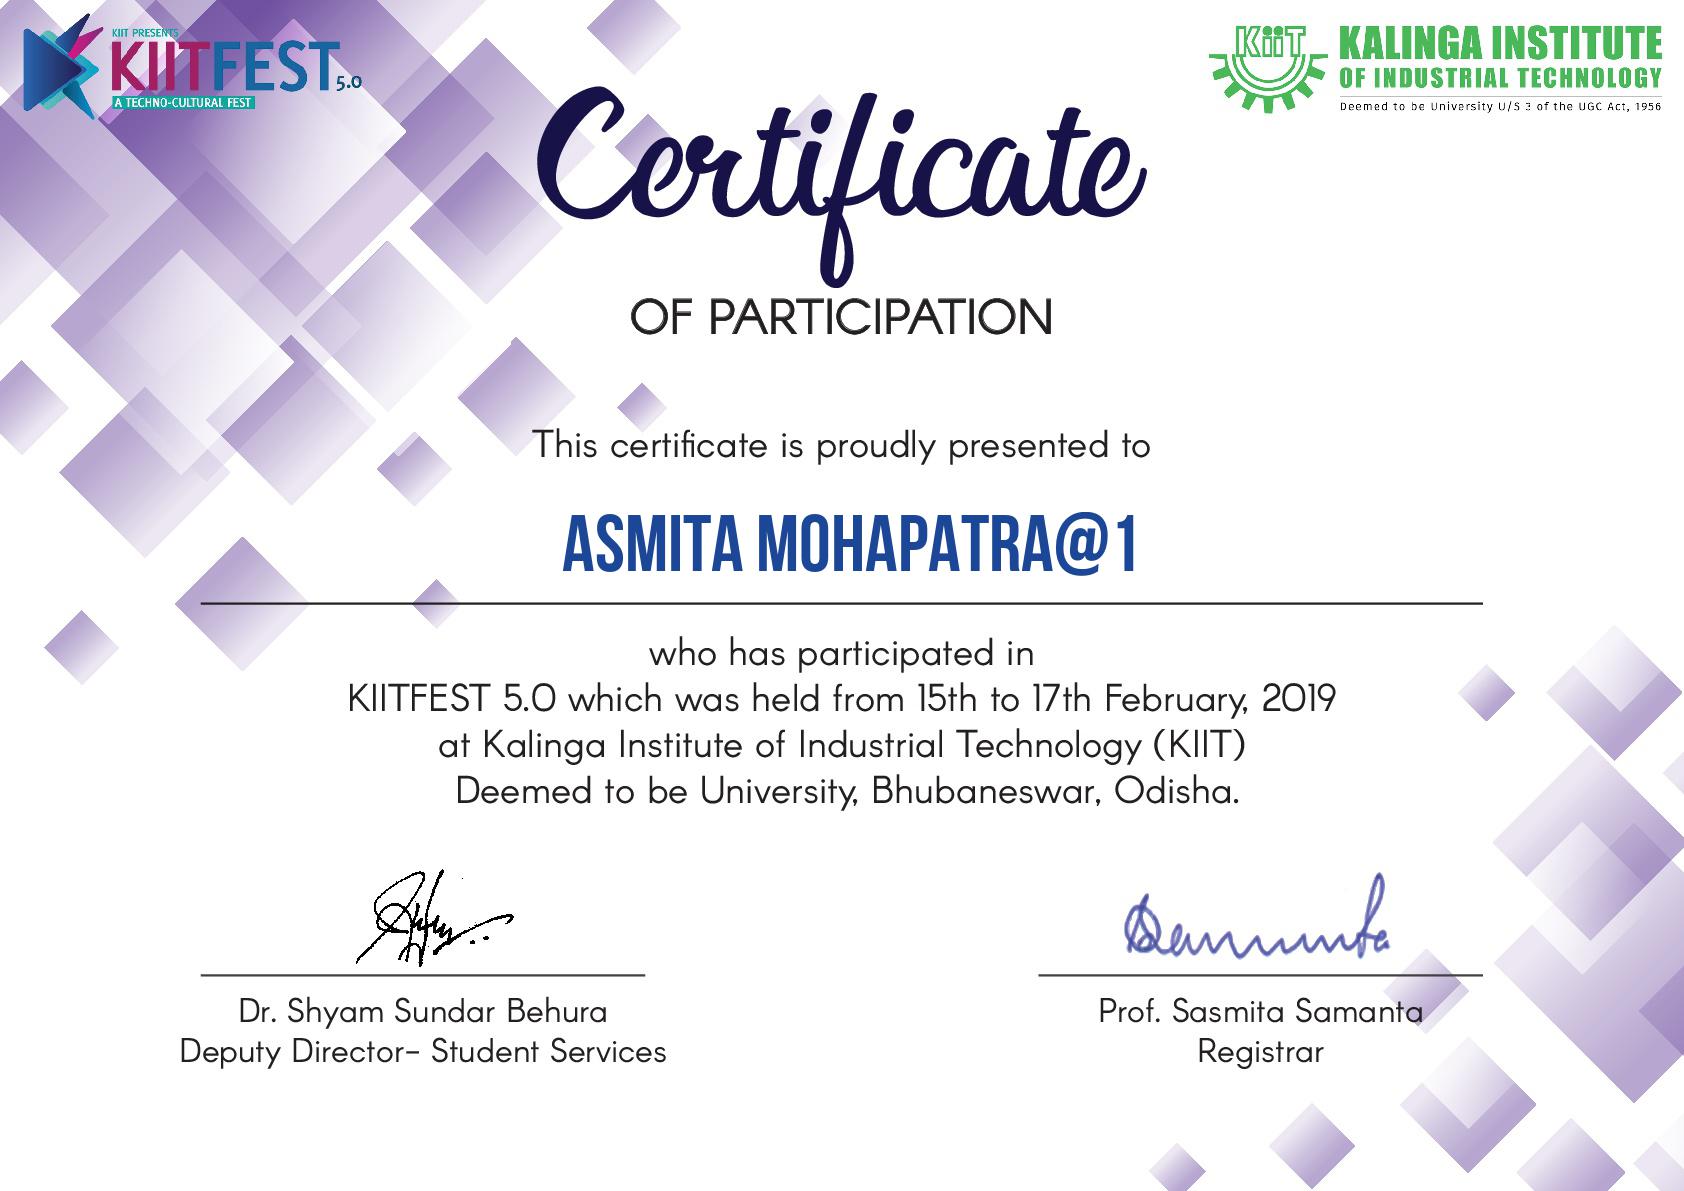 KIIT PRESENTS
KIITFEST 5.0
A TECHNO-CULTURAL FEST
KiiT
KALINGA INSTITUTE
OF INDUSTRIAL TECHNOLOGY
Deemed to be University U/S 3 of the UGC Act, 1956
Certificate
OF PARTICIPATION
This certificate is proudly presented to
ASMITA MOHAPATRA@1
who has participated in
KIITFEST 5.0 which was held from 15th to 17th February, 2019
at Kalinga Institute of Industrial Technology (KIIT)
Deemed to be University, Bhubaneswar, Odisha.
Dr. Shyam Sundar Behura
Deputy Director- Student Services
Prof. Sasmita Samanta
Registrar